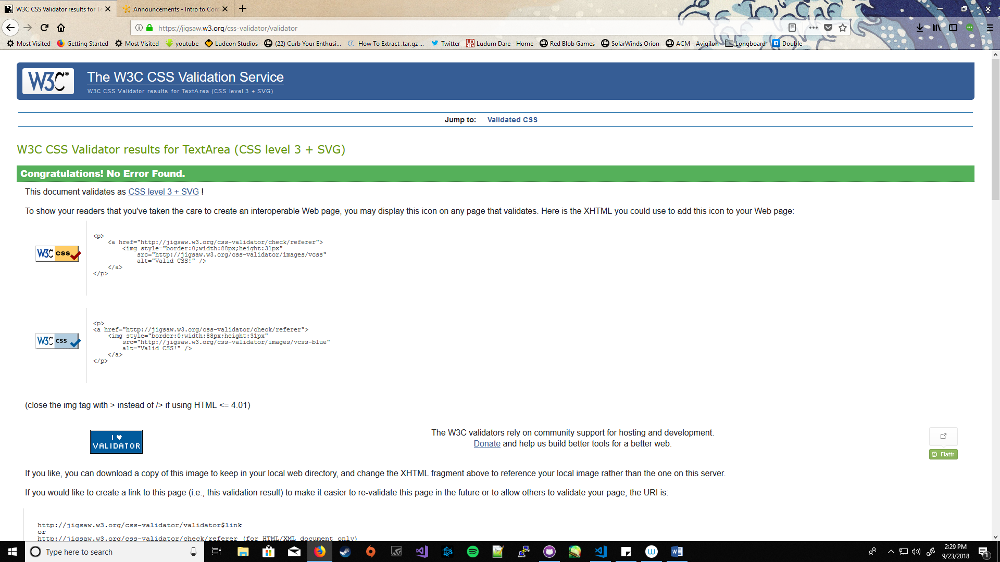 W3C CSS Validator results for Te
Announcements - Intro to Con
https://jigsaw.w3.org/css-validator/validator
Most Visited
Getting Started
Most Visited
youtube
Ludeon Studios
(22) Curb Your Enthusi...
How To Extract .tar.gz ...
Twitter
Ludum Dare - Home
Red Blob Games
SolarWinds Orion
ACM - Avigilon
Longboard
Double
W3C®
The W3C CSS Validation Service
W3C CSS Validator results for TextArea (CSS level 3 + SVG)
Jump to: Validated CSS
W3C CSS Validator results for TextArea (CSS level 3 + SVG)
Congratulations! No Error Found.
This document validates as CSS level 3 + SVG !
To show your readers that you've taken the care to create an interoperable Web page, you may display this icon on any page that validates. Here is the XHTML you could use to add this icon to your Web page:
W3C css
<p>
<a href="http://jigsaw.w3.org/css-validator/check/referer">
<img style="border:0;width:88px;height:31px"
src="http://jigsaw.w3.org/css-validator/images/vcss"
alt="Valid CSS!" />
</a>
</p>
W3C css
<p>
<a href="http://jigsaw.w3.org/css-validator/check/referer">
<img style="border:0;width:88px;height:31px"
src="http://jigsaw.w3.org/css-validator/images/vcss-blue"
alt="Valid CSS!" />
</a>
</p>
(close the img tag with > instead of /> if using HTML <= 4.01)
I ♥
VALIDATOR
The W3C validators rely on community support for hosting and development.
Donate and help us build better tools for a better web.
Flattr
If you like, you can download a copy of this image to keep in your local web directory, and change the XHTML fragment above to reference your local image rather than the one on this server.
If you would like to create a link to this page (i.e., this validation result) to make it easier to re-validate this page in the future or to allow others to validate your page, the URI is:
http://jigsaw.w3.org/css-validator/validator$link
or
http://jigsaw.w3.org/css-validator/check/referer (for HTML/XML document only)
Type here to search
2:29 PM
9/23/2018
1